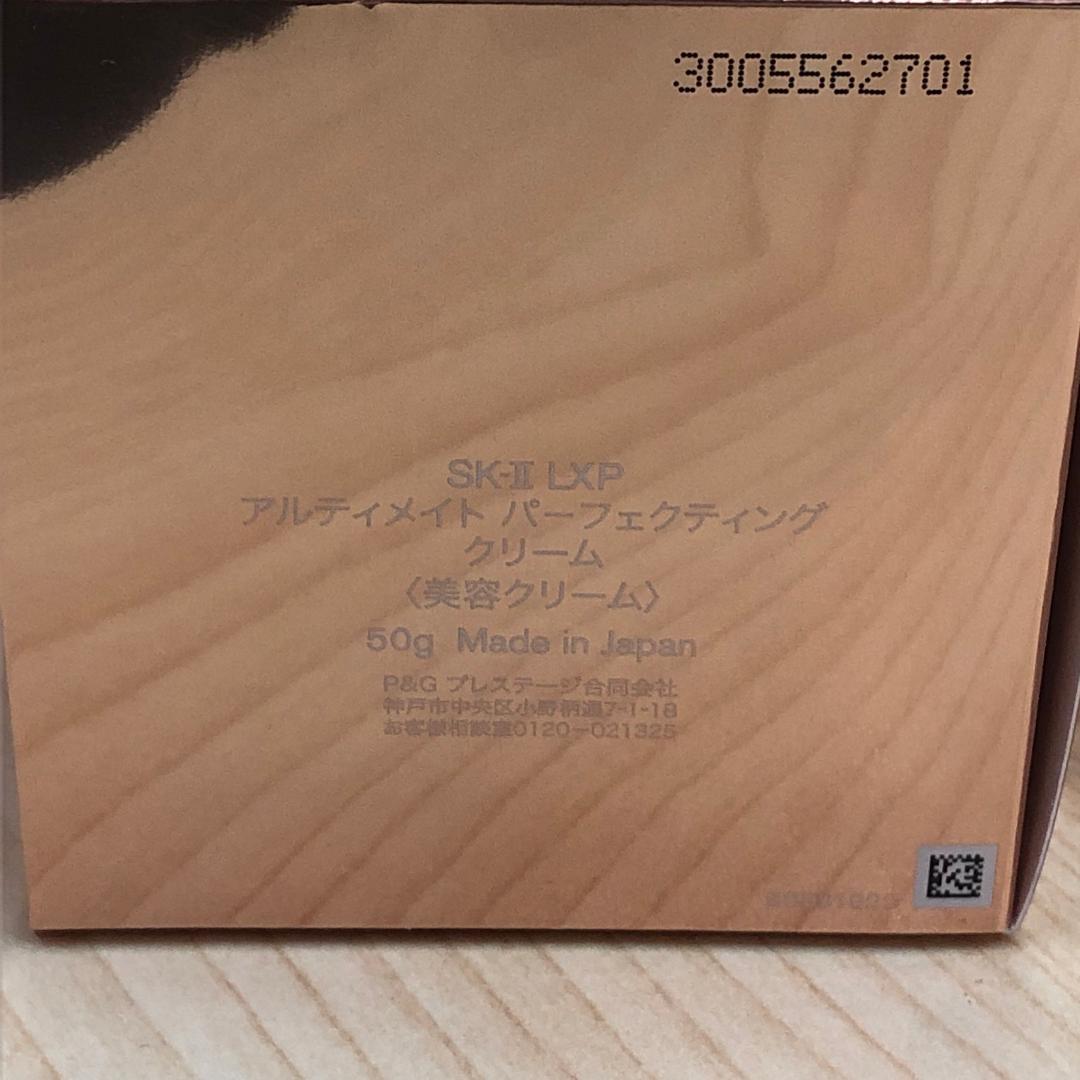 3005562701
SK-Ⅱ LXP
アルティメイト パーフェクティング
クリーム
〈美容クリーム〉
50g Made in Japan
P&G プレステージ合同会社
神戸市中央区小野柄通7-1-18
お客様相談室0120-021325